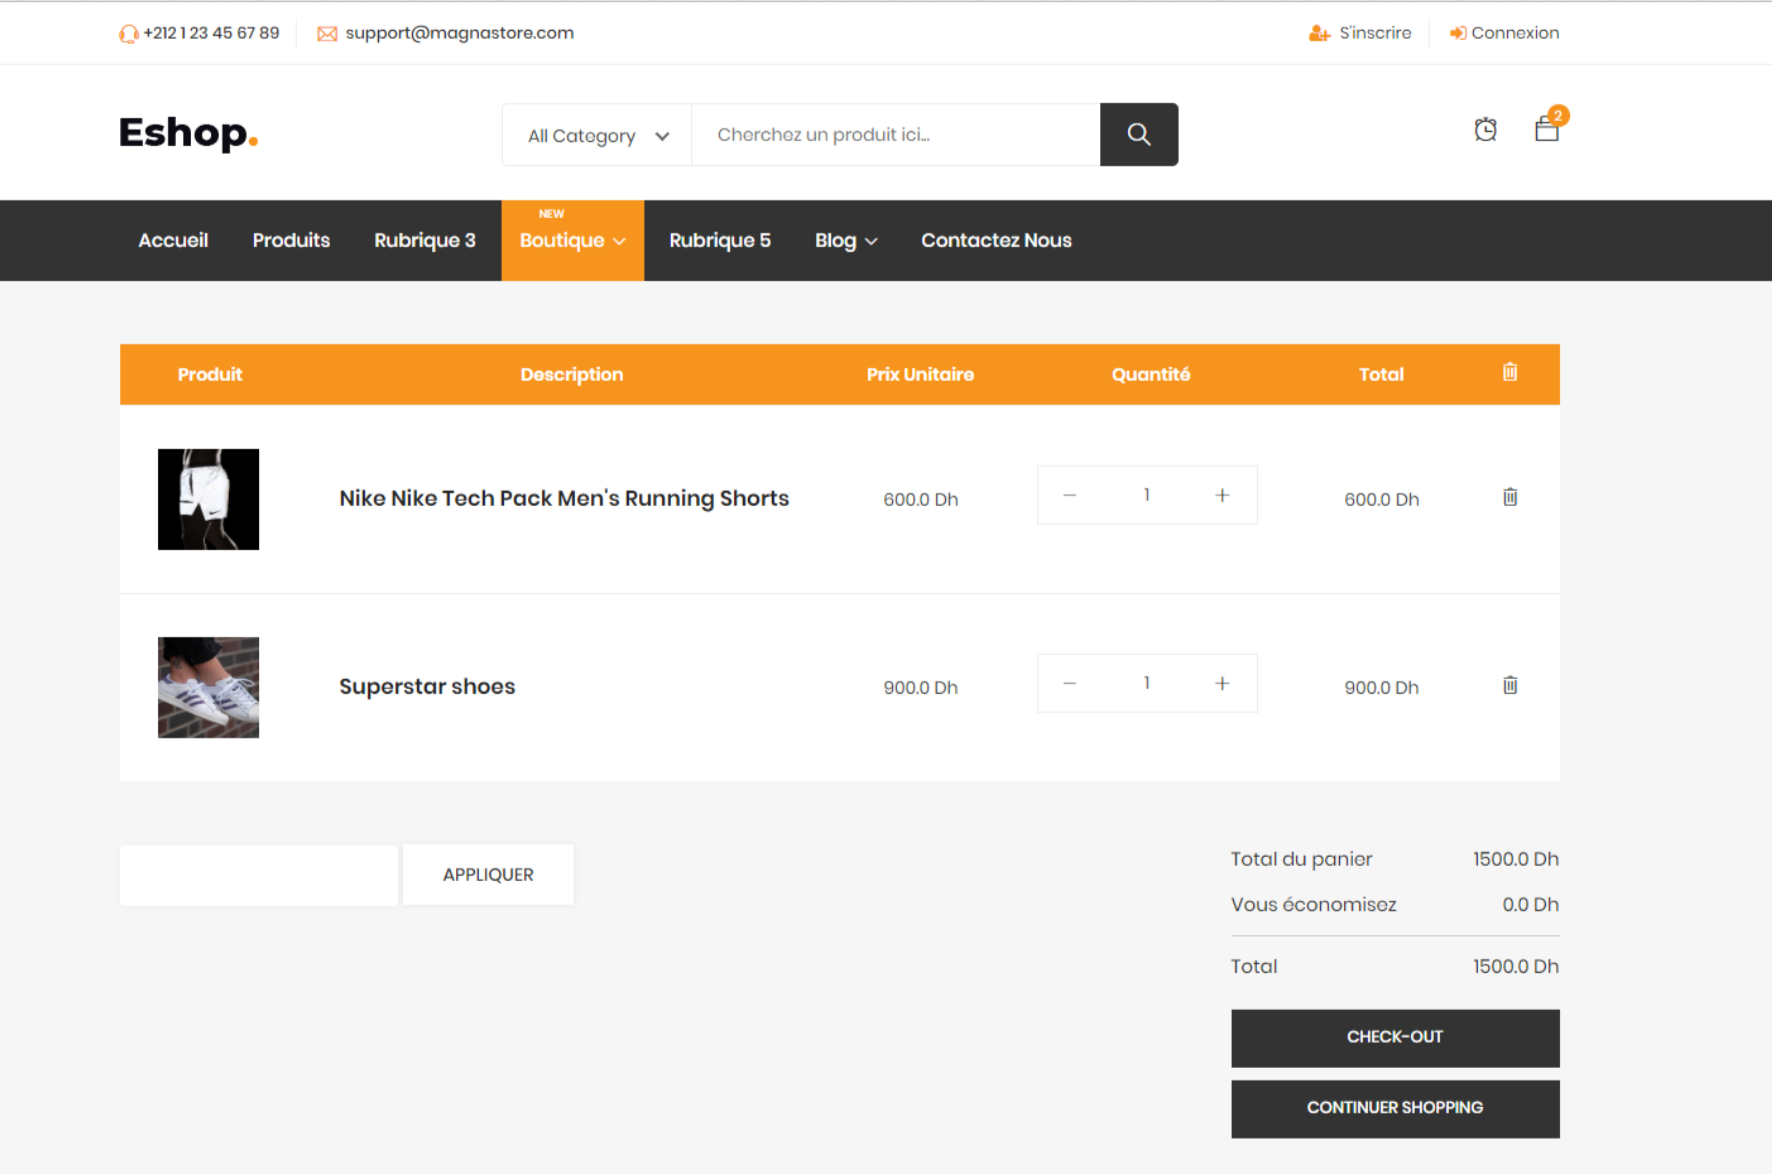 +212 1 23 45 67 89 support@magnastore.com S'inscrire Connexion
Eshop. All Category Cherchez un produit ici... 2
NEW
Accueil Produits Rubrique 3 Boutique Rubrique 5 Blog Contactez Nous
Produit Description Prix Unitaire Quantité Total
Nike Nike Tech Pack Men's Running Shorts 600.0 Dh − 1 + 600.0 Dh
Superstar shoes 900.0 Dh − 1 + 900.0 Dh
APPLIQUER
Total du panier 1500.0 Dh
Vous économisez 0.0 Dh
Total 1500.0 Dh
CHECK-OUT
CONTINUER SHOPPING